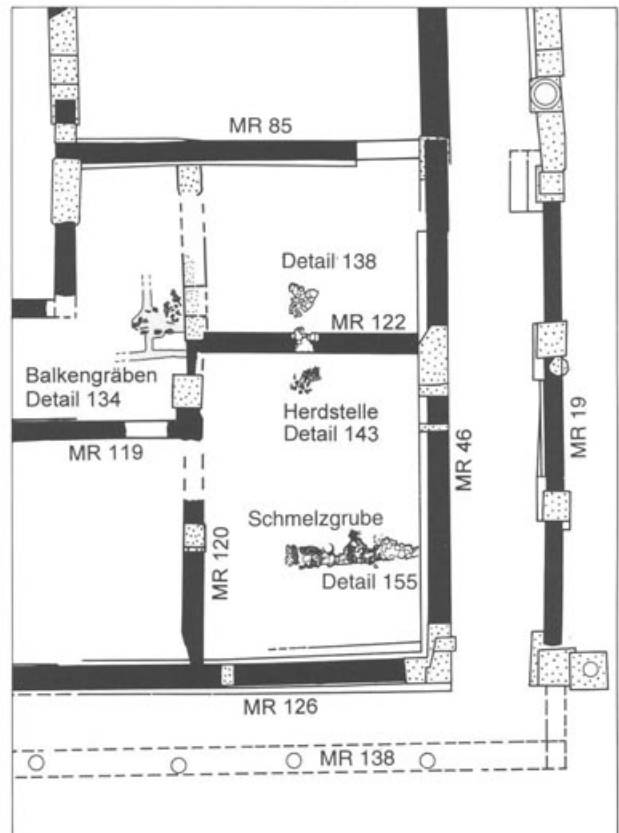 MR 85
Detail 138
MR 122
Balkengräben
Detail 134
Herdstelle
Detail 143
MR 119
MR 46
MR 19
Schmelzgrube
MR 120
Detail 155
MR 126
MR 138